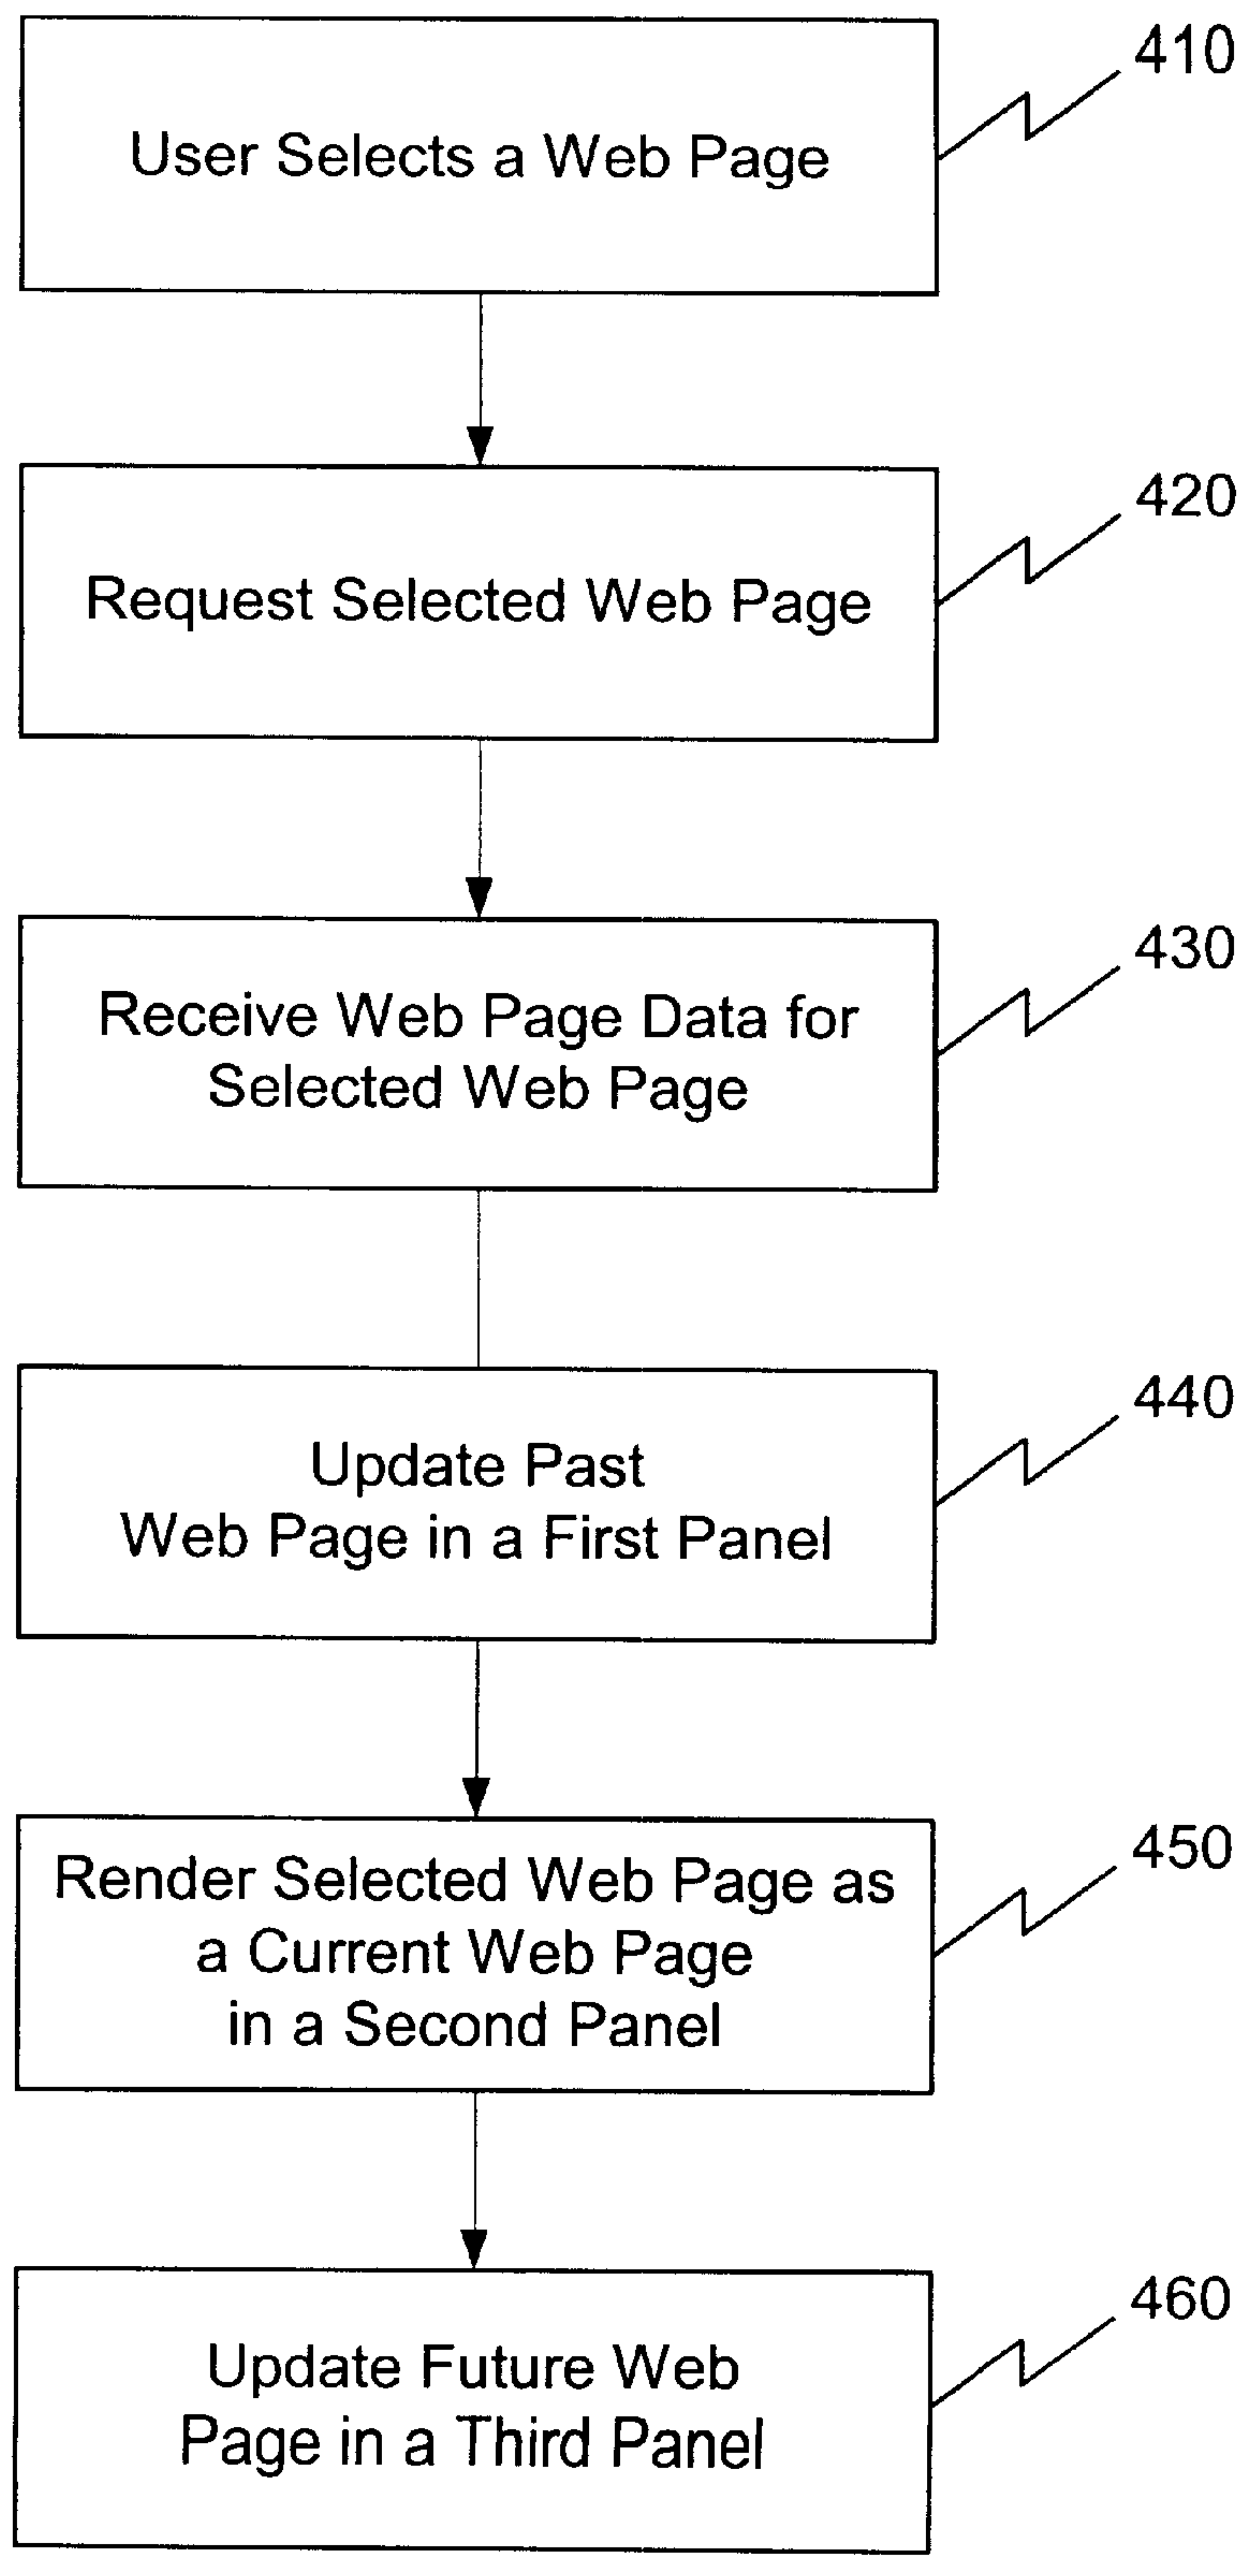 410
User Selects a Web Page
420
Request Selected Web Page
430
Receive Web Page Data for
Selected Web Page
440
Update Past
Web Page in a First Panel
450
Render Selected Web Page as
a Current Web Page
in a Second Panel
460
Update Future Web
Page in a Third Panel